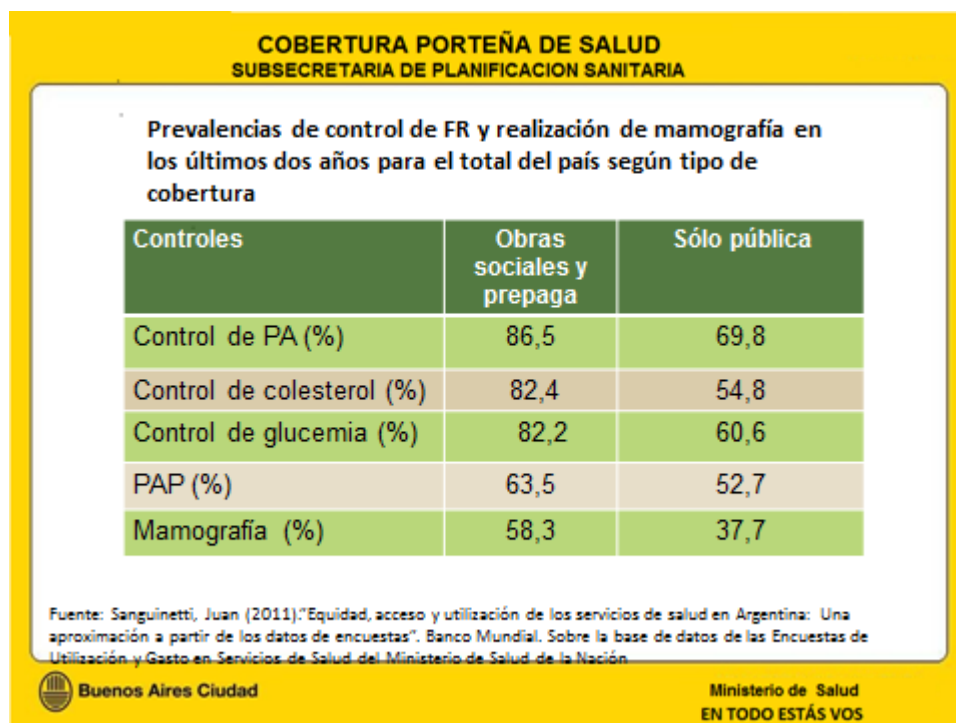 COBERTURA PORTEÑA DE SALUD
SUBSECRETARIA DE PLANIFICACION SANITARIA
Prevalencias de control de FR y realización de mamografía en
los últimos dos años para el total del país según tipo de
cobertura
Controles Obras sociales y prepaga Sólo pública
Control de PA (%) 86,5 69,8
Control de colesterol (%) 82,4 54,8
Control de glucemia (%) 82,2 60,6
PAP (%) 63,5 52,7
Mamografía (%) 58,3 37,7
Fuente: Sanguinetti, Juan (2011)."Equidad, acceso y utilización de los servicios de salud en Argentina: Una
aproximación a partir de los datos de encuestas". Banco Mundial. Sobre la base de datos de las Encuestas de
Utilización y Gasto en Servicios de Salud del Ministerio de Salud de la Nación
Buenos Aires Ciudad
Ministerio de Salud
EN TODO ESTÁS VOS